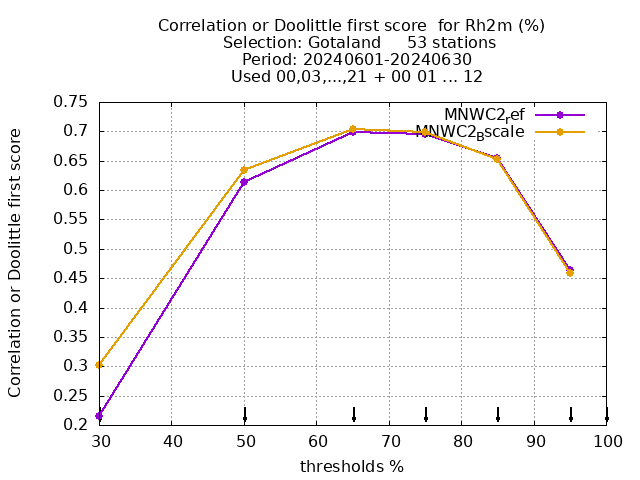 Correlation or Doolittle first score  for Rh2m (%)
Selection: Gotaland     53 stations
Period: 20240601-20240630
Used 00,03,...,21 + 00 01 ... 12
MNWC2ref
MNWC2Bscale
Correlation or Doolittle first score
0.75
0.7
0.65
0.6
0.55
0.5
0.45
0.4
0.35
0.3
0.25
0.2
30 40 50 60 70 80 90 100
thresholds %